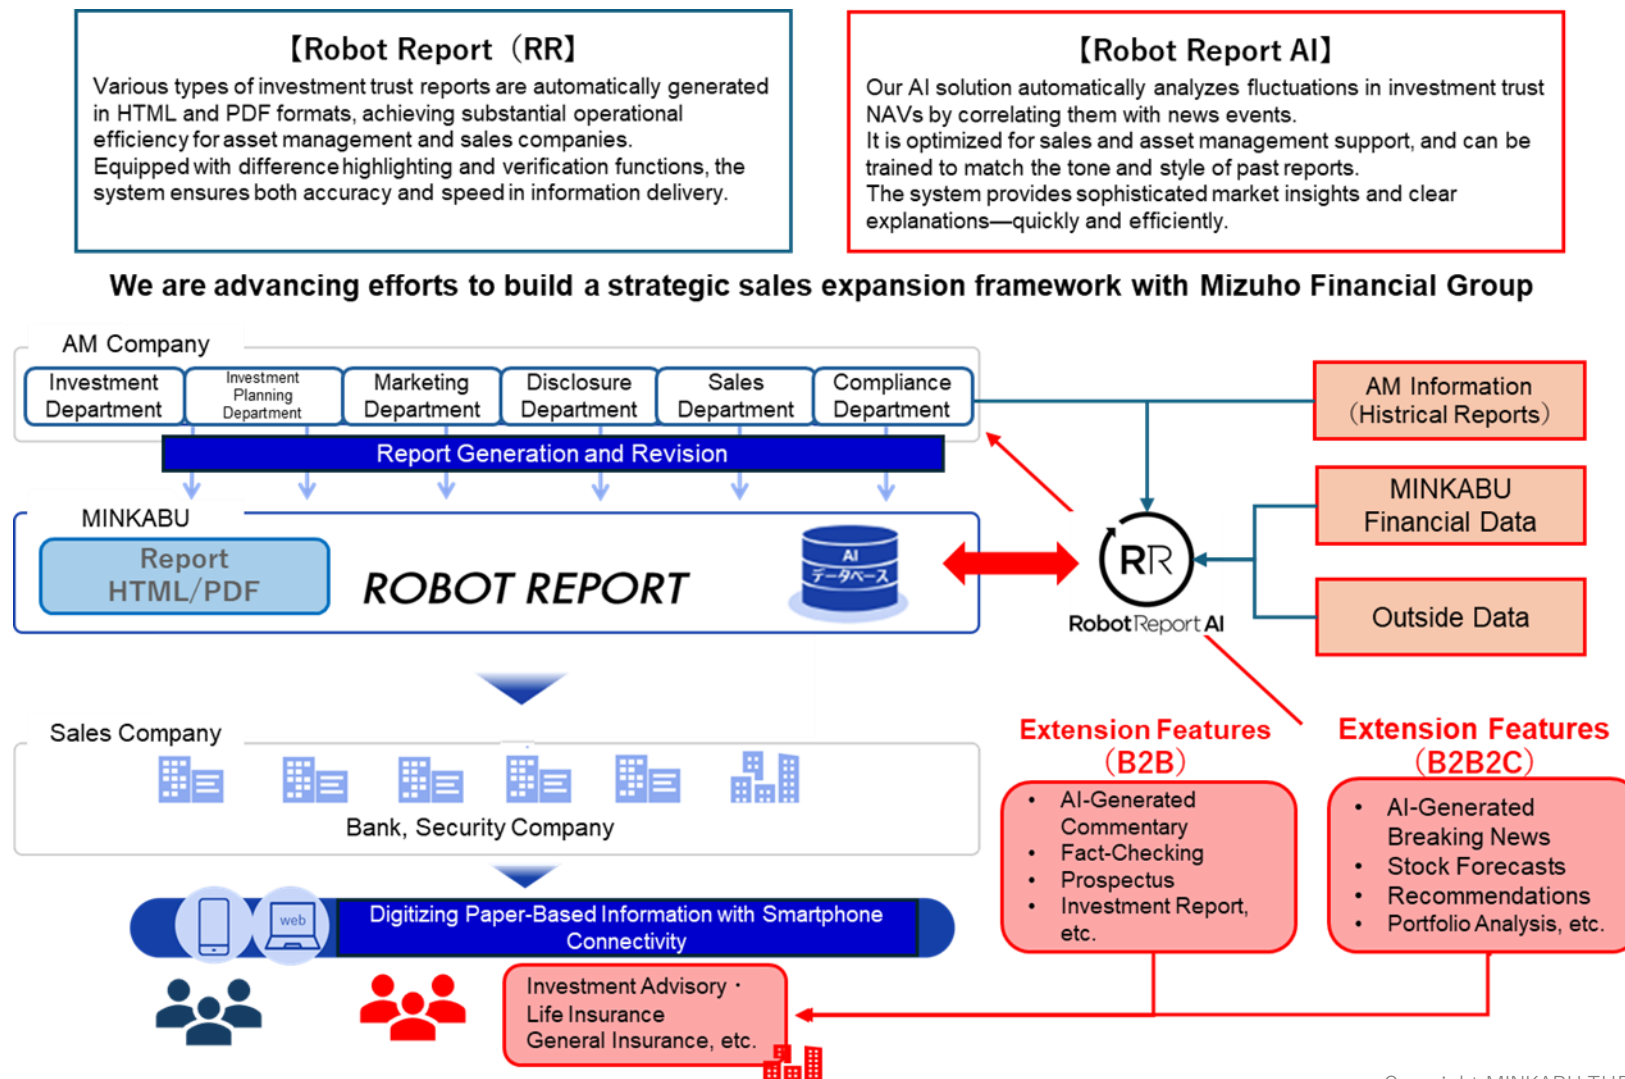 【Robot Report（RR】
Various types of investment trust reports are automatically generated
in HTML and PDF formats, achieving substantial operational
efficiency for asset management and sales companies.
Equipped with difference highlighting and verification functions, the
system ensures both accuracy and speed in information delivery.
【Robot Report AI】
Our AI solution automatically analyzes fluctuations in investment trust
NAVs by correlating them with news events.
It is optimized for sales and asset management support, and can be
trained to match the tone and style of past reports.
The system provides sophisticated market insights and clear
explanations—quickly and efficiently.
We are advancing efforts to build a strategic sales expansion framework with Mizuho Financial Group
AM Company
Investment
Department
Investment
Planning
Department
Marketing
Department
Disclosure
Department
Sales
Department
Compliance
Department
Report Generation and Revision
AM Information
（Histrical Reports）
MINKABU
Financial Data
Outside Data
MINKABU
Report
HTML/PDF
ROBOT REPORT
AI
データベース
RR
RobotReport AI
Sales Company
Bank, Security Company
Extension Features
（B2B）
• AI-Generated
Commentary
• Fact-Checking
• Prospectus
• Investment Report,
etc.
Extension Features
（B2B2C）
• AI-Generated
Breaking News
• Stock Forecasts
• Recommendations
• Portfolio Analysis, etc.
web
Digitizing Paper-Based Information with Smartphone
Connectivity
Investment Advisory・
Life Insurance
General Insurance, etc.